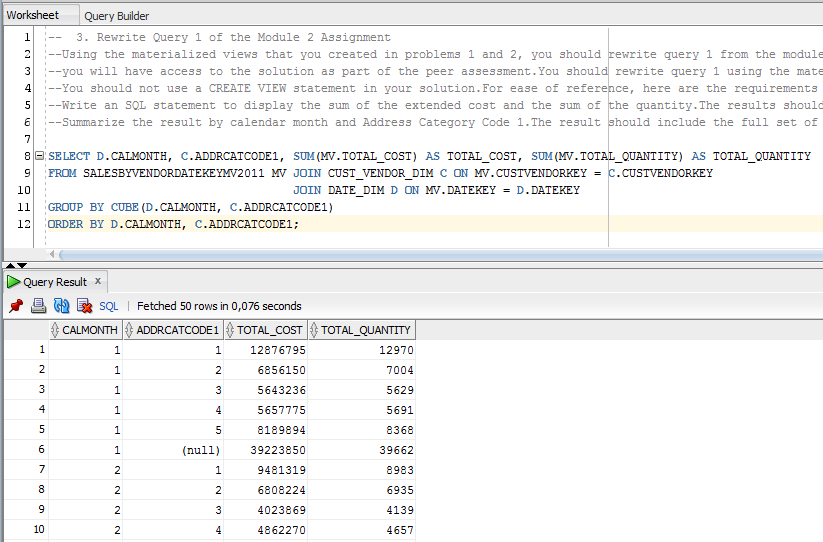 Worksheet Query Builder
1 -- 3. Rewrite Query 1 of the Module 2 Assignment
2 --Using the materialized views that you created in problems 1 and 2, you should rewrite query 1 from the module
3 --you will have access to the solution as part of the peer assessment.You should rewrite query 1 using the mate
4 --You should not use a CREATE VIEW statement in your solution.For ease of reference, here are the requirements
5 --Write an SQL statement to display the sum of the extended cost and the sum of the quantity.The results shoul
6 --Summarize the result by calendar month and Address Category Code 1.The result should include the full set of
7
8 SELECT D.CALMONTH, C.ADDRCATCODE1, SUM(MV.TOTAL_COST) AS TOTAL_COST, SUM(MV.TOTAL_QUANTITY) AS TOTAL_QUANTITY
9 FROM SALESBYVENDORDATEKEYMV2011 MV JOIN CUST_VENDOR_DIM C ON MV.CUSTVENDORKEY = C.CUSTVENDORKEY
10 JOIN DATE_DIM D ON MV.DATEKEY = D.DATEKEY
11 GROUP BY CUBE(D.CALMONTH, C.ADDRCATCODE1)
12 ORDER BY D.CALMONTH, C.ADDRCATCODE1;
Query Result x
SQL | Fetched 50 rows in 0,076 seconds
CALMONTH ADDRCATCODE1 TOTAL_COST TOTAL_QUANTITY
1 1 1 12876795 12970
2 1 2 6856150 7004
3 1 3 5643236 5629
4 1 4 5657775 5691
5 1 5 8189894 8368
6 1 (null) 39223850 39662
7 2 1 9481319 8983
8 2 2 6808224 6935
9 2 3 4023869 4139
10 2 4 4862270 4657